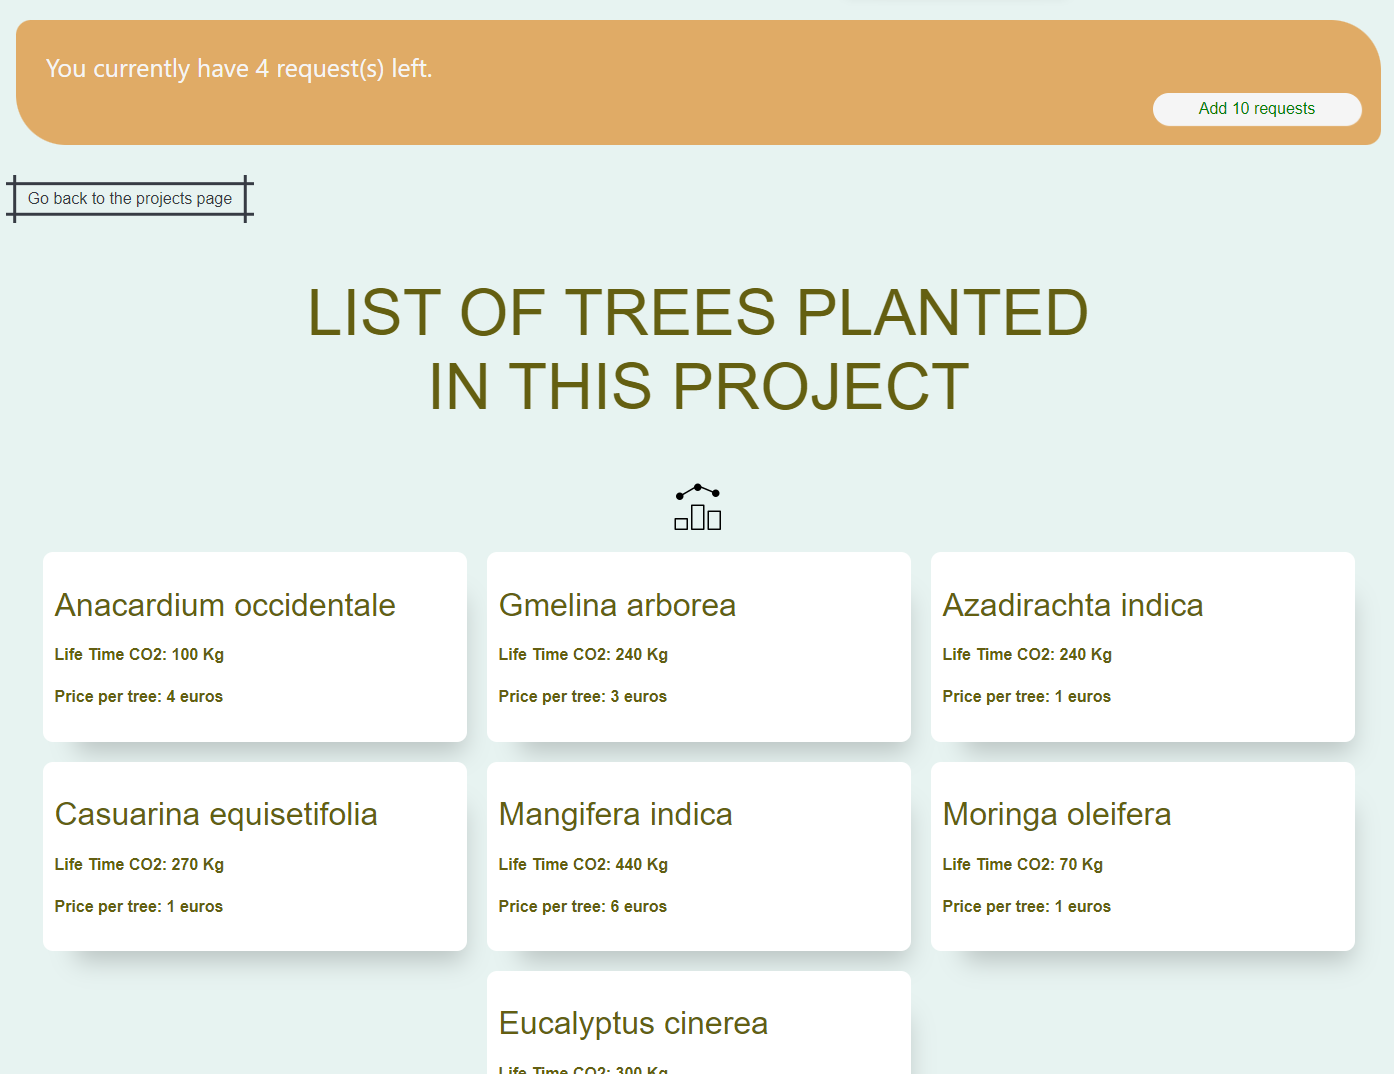 You currently have 4 request(s) left.
Add 10 requests
Go back to the projects page
LIST OF TREES PLANTED
IN THIS PROJECT
Anacardium occidentale
Life Time CO2: 100 Kg
Price per tree: 4 euros
Gmelina arborea
Life Time CO2: 240 Kg
Price per tree: 3 euros
Azadirachta indica
Life Time CO2: 240 Kg
Price per tree: 1 euros
Casuarina equisetifolia
Life Time CO2: 270 Kg
Price per tree: 1 euros
Mangifera indica
Life Time CO2: 440 Kg
Price per tree: 6 euros
Moringa oleifera
Life Time CO2: 70 Kg
Price per tree: 1 euros
Eucalyptus cinerea
Life Time CO2: 300 Kg